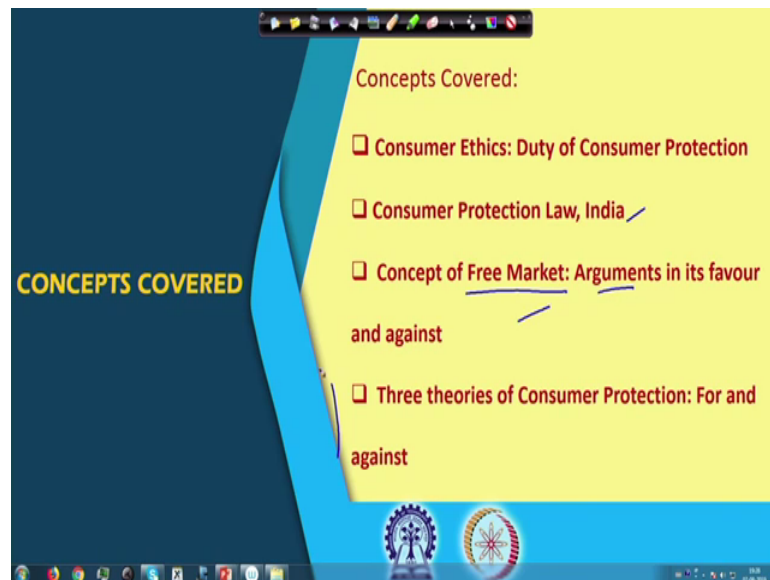 Concepts Covered:
❑ Consumer Ethics: Duty of Consumer Protection
❑ Consumer Protection Law, India
CONCEPTS COVERED
❑ Concept of Free Market: Arguments in its favour
and against
❑ Three theories of Consumer Protection: For and
against